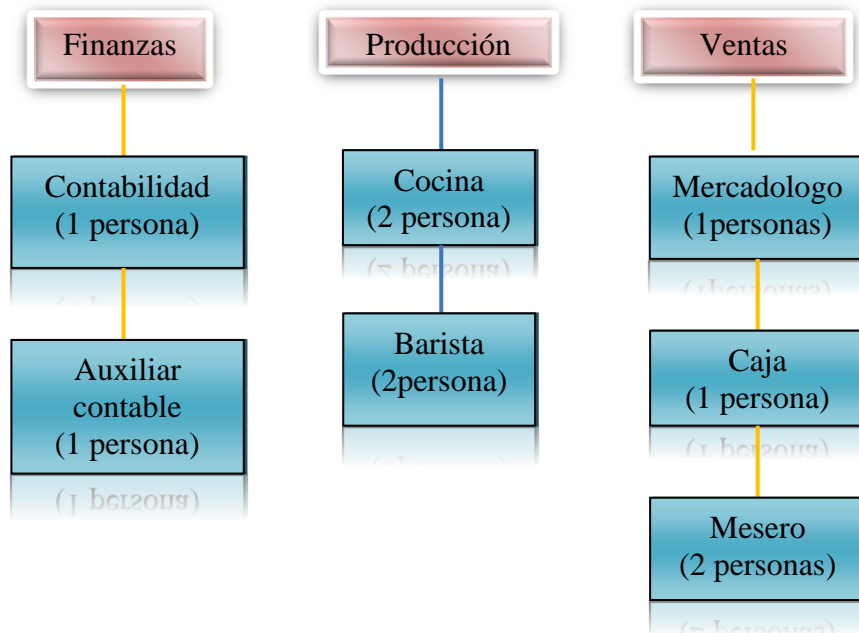 Finanzas
Contabilidad
(1 persona)
Auxiliar
contable
(1 persona)
Producción
Cocina
(2 persona)
Barista
(2persona)
Ventas
Mercadologo
(1personas)
Caja
(1 persona)
Mesero
(2 personas)